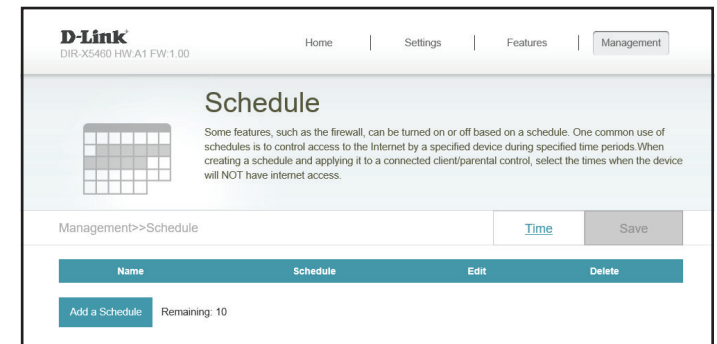 D-Link
DIR-X5460 HW:A1 FW:1.00
Home | Settings | Features | Management
Schedule
Some features, such as the firewall, can be turned on or off based on a schedule. One common use of
schedules is to control access to the Internet by a specified device during specified time periods.When
creating a schedule and applying it to a connected client/parental control, select the times when the device
will NOT have internet access.
Management>>Schedule Time Save
Name Schedule Edit Delete
Add a Schedule Remaining: 10